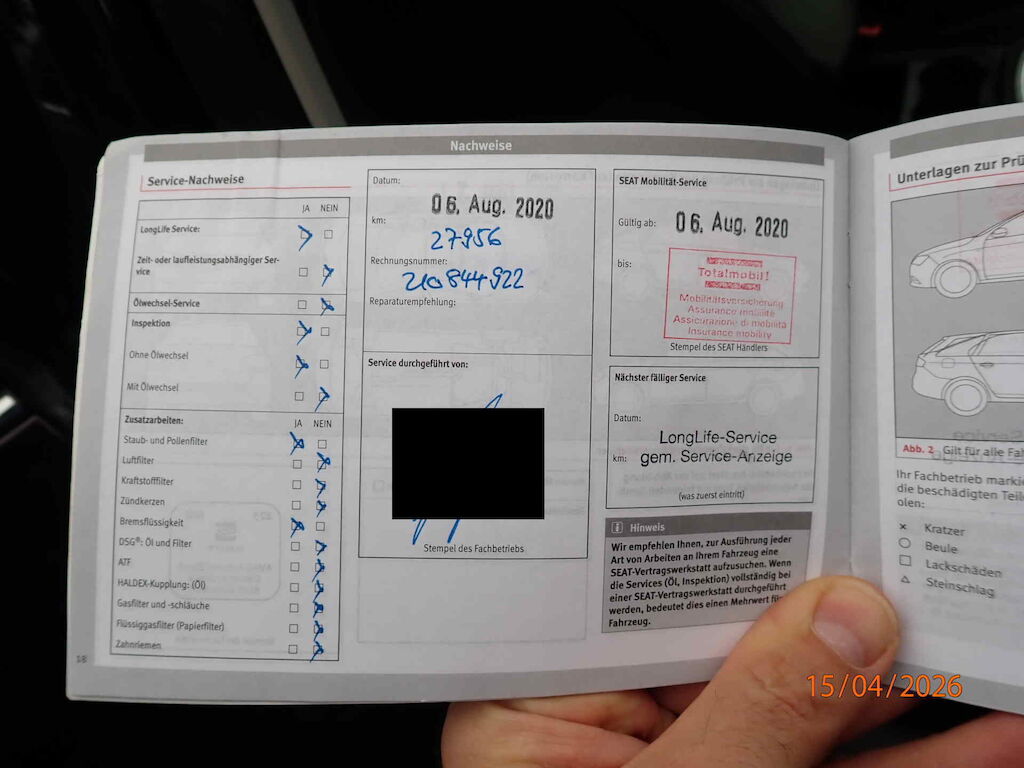 Nachweise
Service-Nachweise
JA NEIN
LongLife Service:
Zeit- oder laufleistungsabhängiger Ser-
vice
Ölwechsel-Service
Inspektion
Ohne Ölwechsel
Mit Ölwechsel
Zusatzarbeiten: JA NEIN
Staub- und Pollenfilter
Luftfilter
Kraftstofffilter
Zündkerzen
Bremsflüssigkeit
DSG®: Öl und Filter
ATF
HALDEX-Kupplung: (Öl)
Gasfilter und -schläuche
Flüssiggasfilter (Papierfilter)
Zahnriemen
18
Datum:
06. Aug. 2020
km:
27956
Rechnungsnummer:
210844922
Reparaturempfehlung:
Service durchgeführt von:
Stempel des Fachbetriebs
SEAT Mobilität-Service
Gültig ab: 06. Aug. 2020
bis:
Totalmobil!
Mobilitätsversicherung
Assurance mobilité
Assicurazione di mobilità
Insurance mobility
Stempel des SEAT Händlers
Nächster fälliger Service
Datum:
LongLife-Service
km: gem. Service-Anzeige
(was zuerst eintritt)
i Hinweis
Wir empfehlen Ihnen, zur Ausführung jeder
Art von Arbeiten an Ihrem Fahrzeug eine
SEAT-Vertragswerkstatt aufzusuchen. Wenn
die Services (Öl, Inspektion) vollständig bei
einer SEAT-Vertragswerkstatt durchgeführt
werden, bedeutet dies einen Mehrwert für
Fahrzeug.
Unterlagen zur Prü
Abb. 2 Gilt für alle Fah
Ihr Fachbetrieb markie
die beschädigten Teile
olen:
× Kratzer
Beule
Lackschäden
Steinschlag
15/04/2026